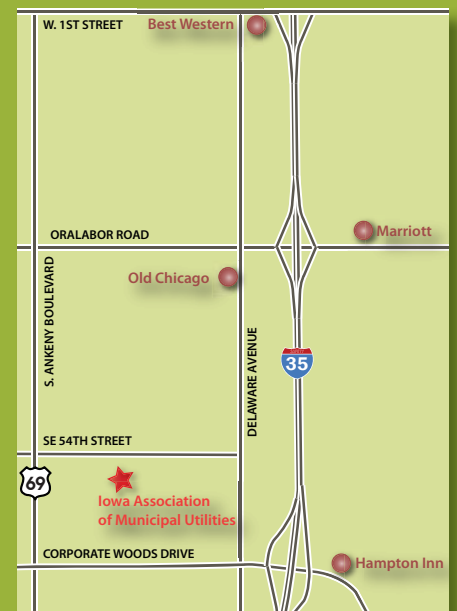 W. 1ST STREET
Best Western
ORALABOR ROAD
Marriott
Old Chicago
S. ANKENY BOULEVARD
DELAWARE AVENUE
35
SE 54TH STREET
69
Iowa Association
of Municipal Utilities
CORPORATE WOODS DRIVE
Hampton Inn